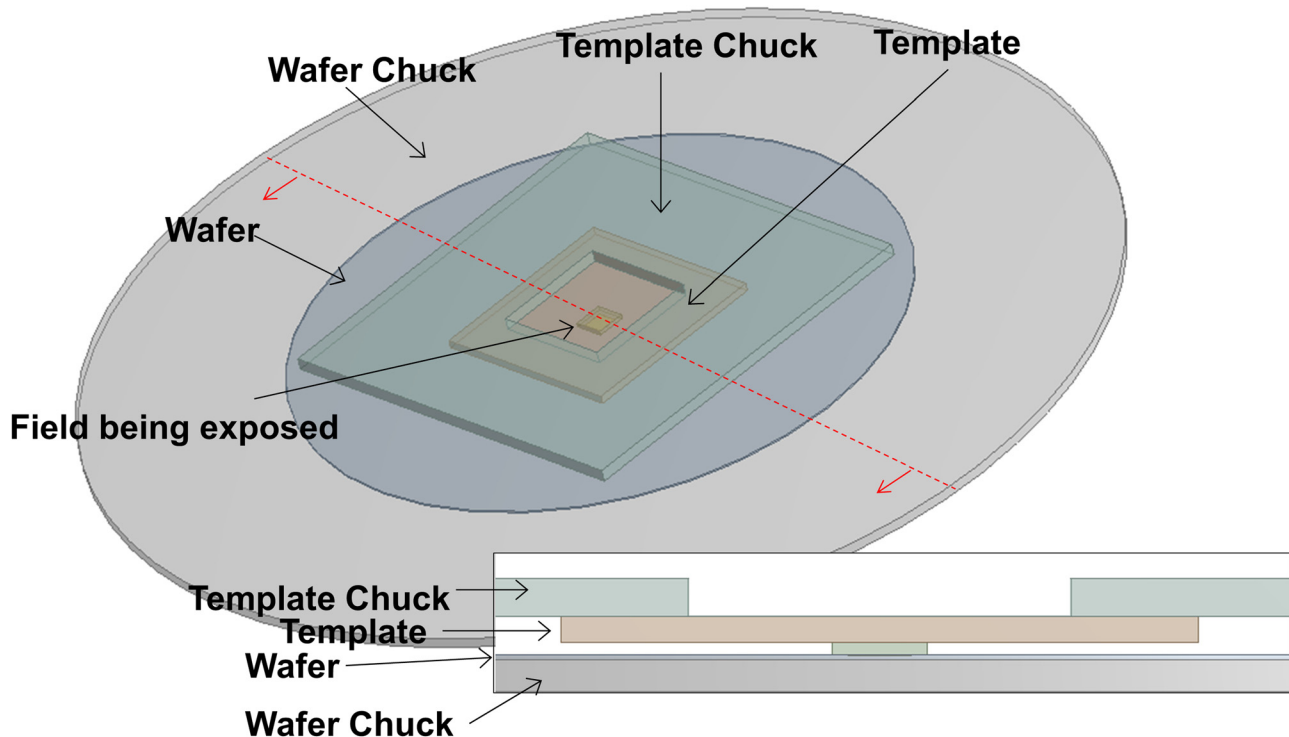 Template Chuck
Template
Wafer Chuck
Wafer
Field being exposed
Template Chuck
Template
Wafer
Wafer Chuck